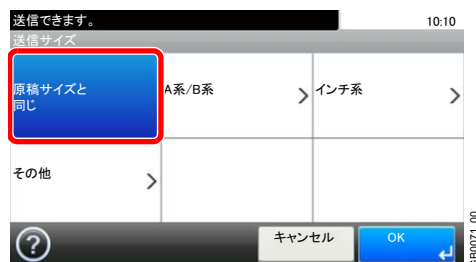 送信できます。
10:10
送信サイズ
原稿サイズと
同じ
A系/B系
インチ系
その他
?
キャンセル
OK